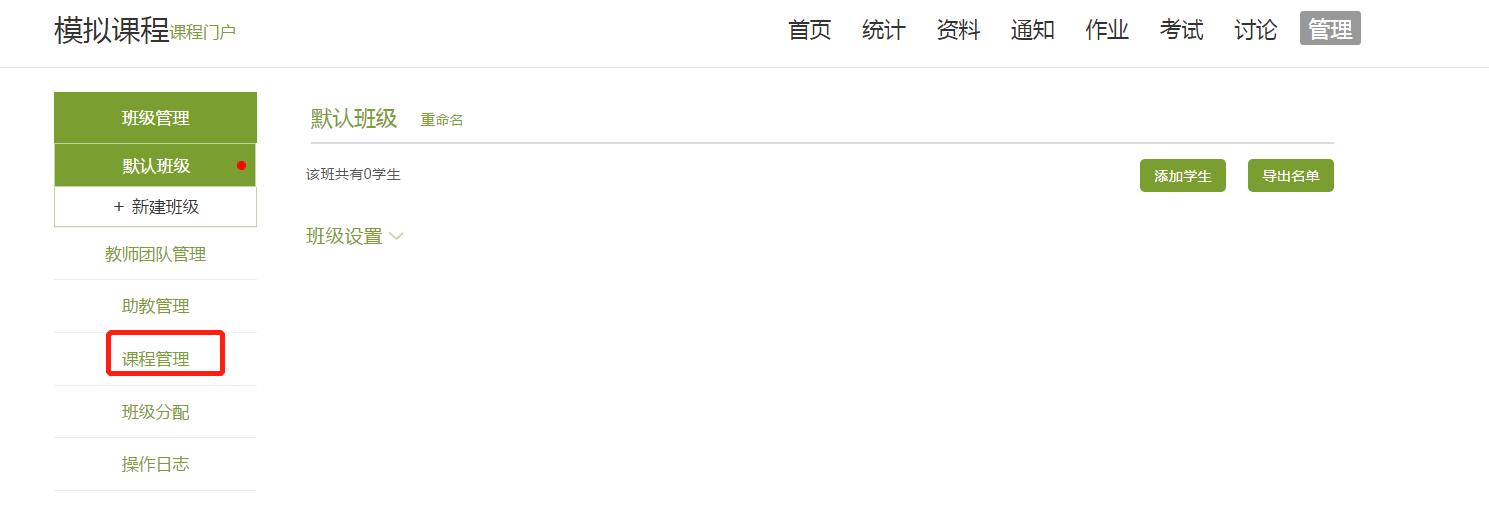 模拟课程课程门户
首页 统计 资料 通知 作业 考试 讨论 管理
班级管理
默认班级
+ 新建班级
教师团队管理
助教管理
课程管理
班级分配
操作日志
默认班级 重命名
该班共有0学生
添加学生 导出名单
班级设置